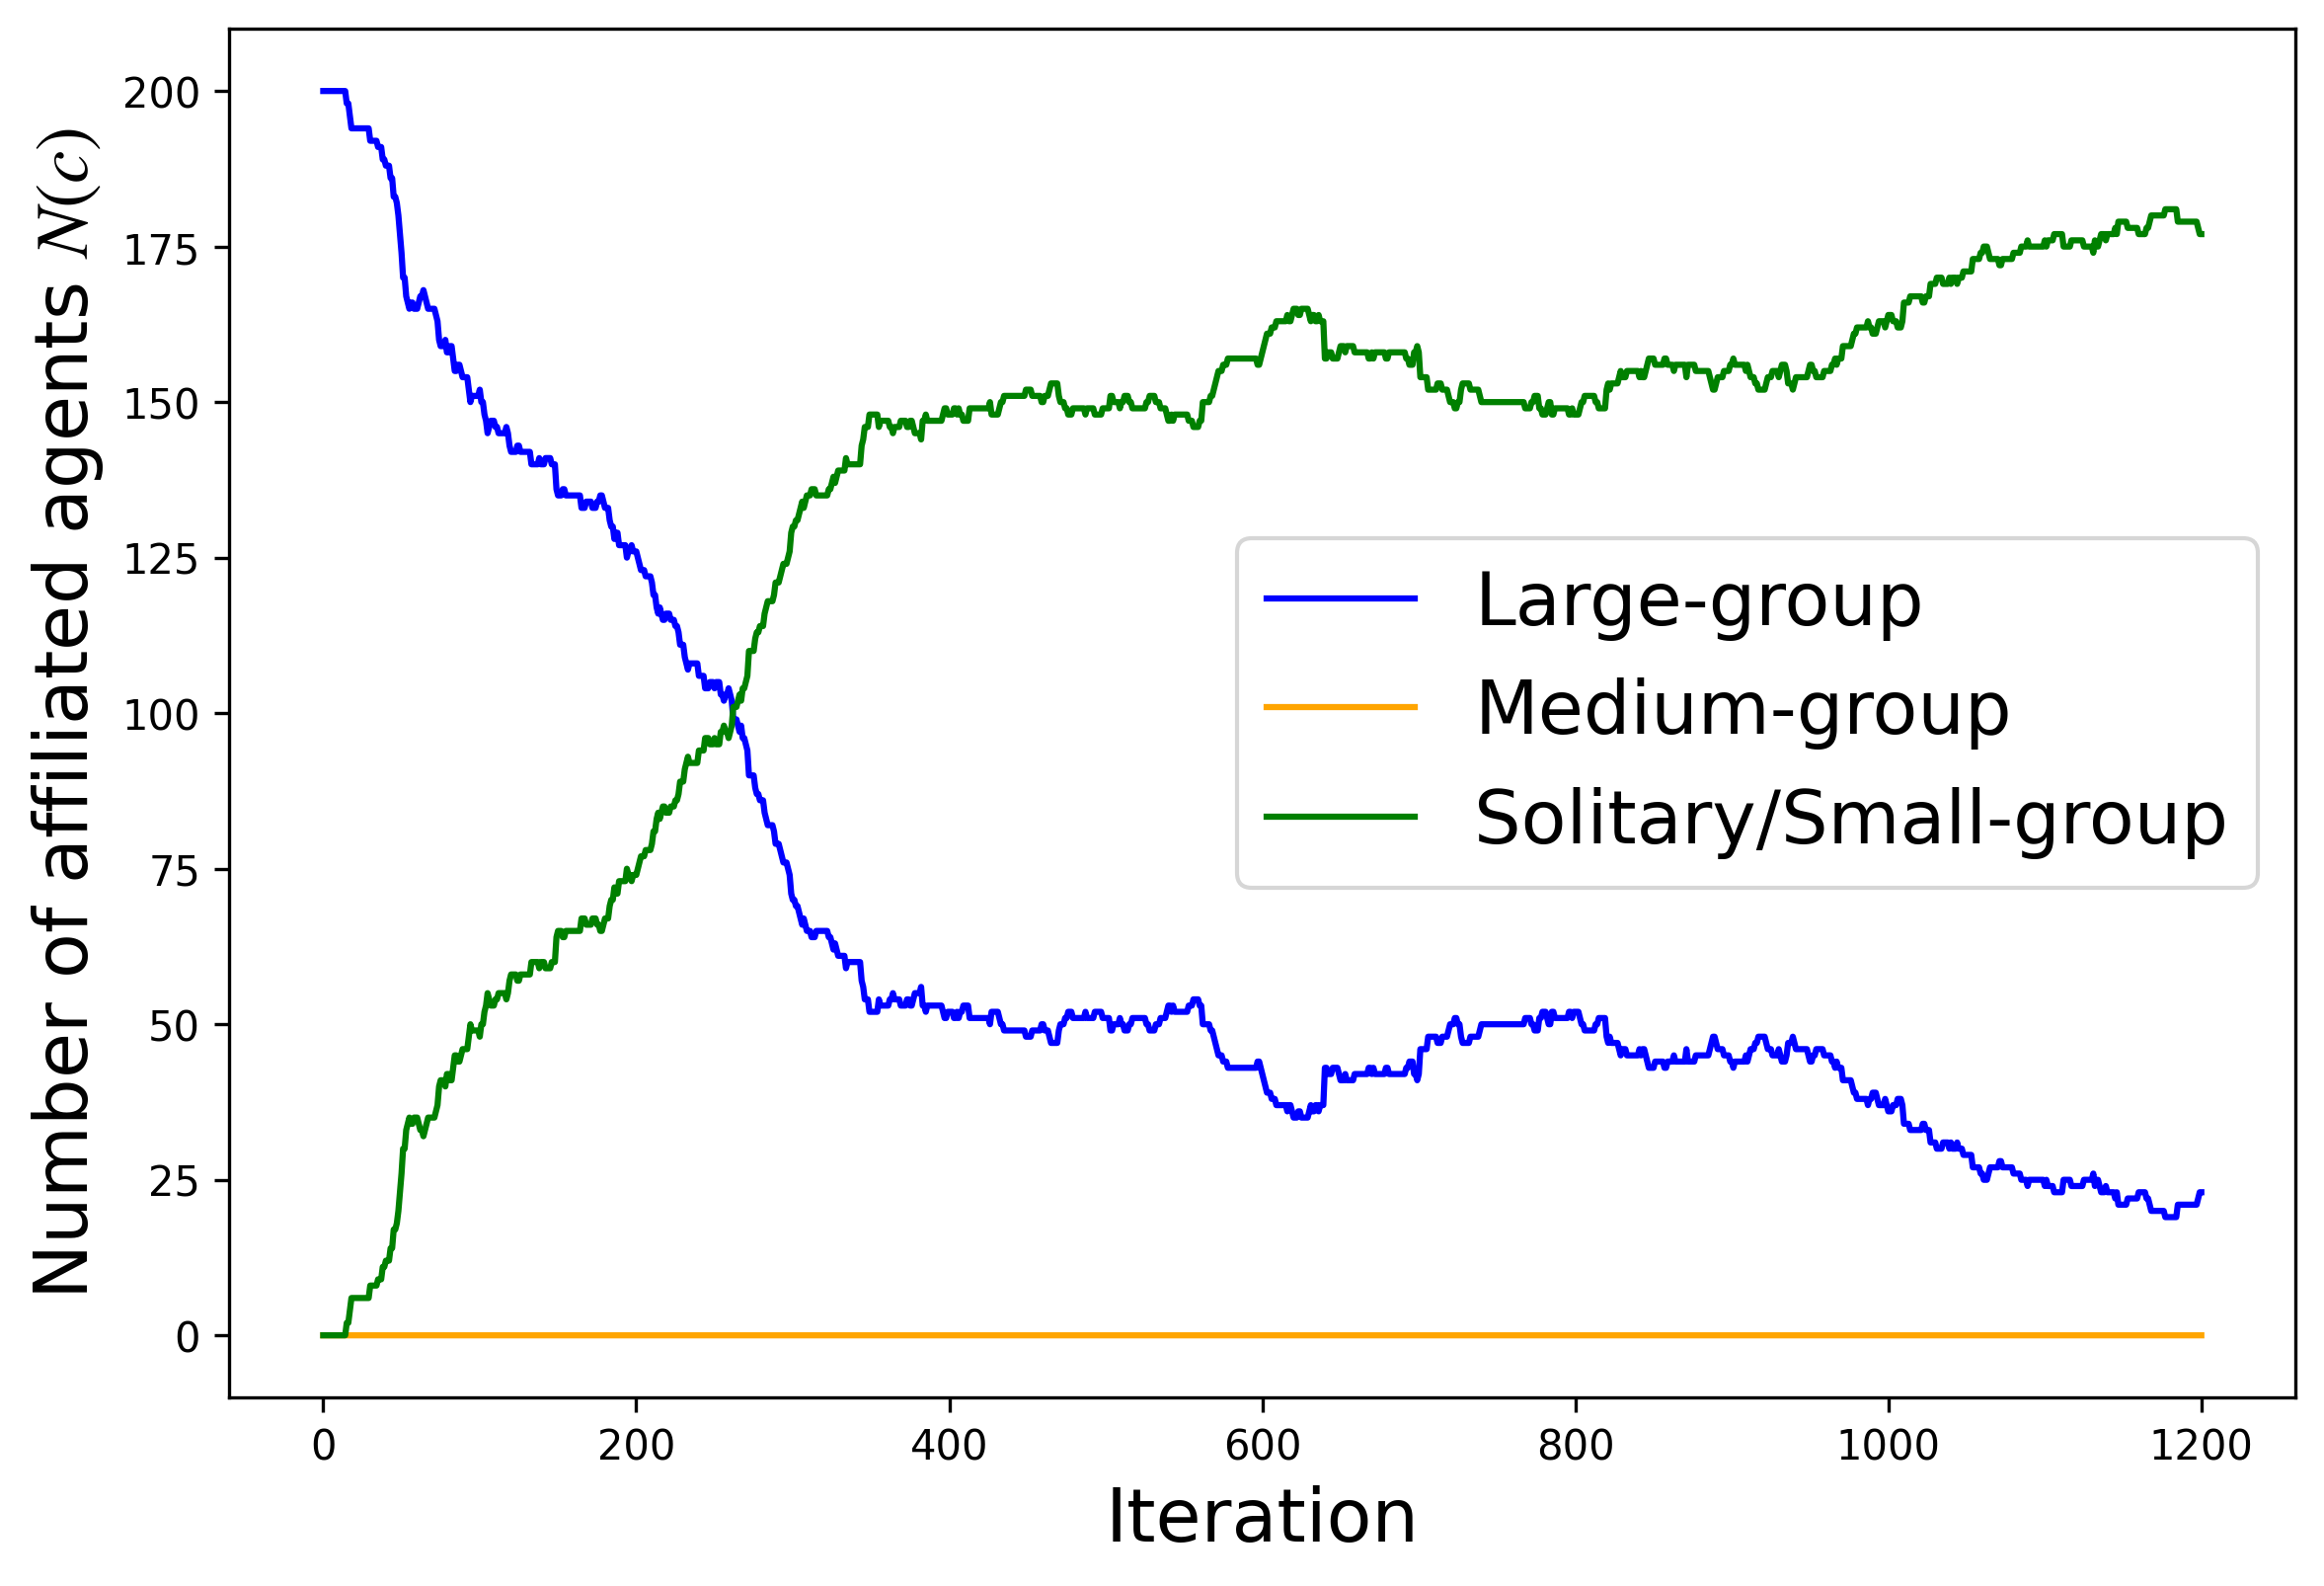 Number of affiliated agents N(c)
200
175
150
125
100
75
50
25
0
Large-group
Medium-group
Solitary/Small-group
0 200 400 600 800 1000 1200
Iteration